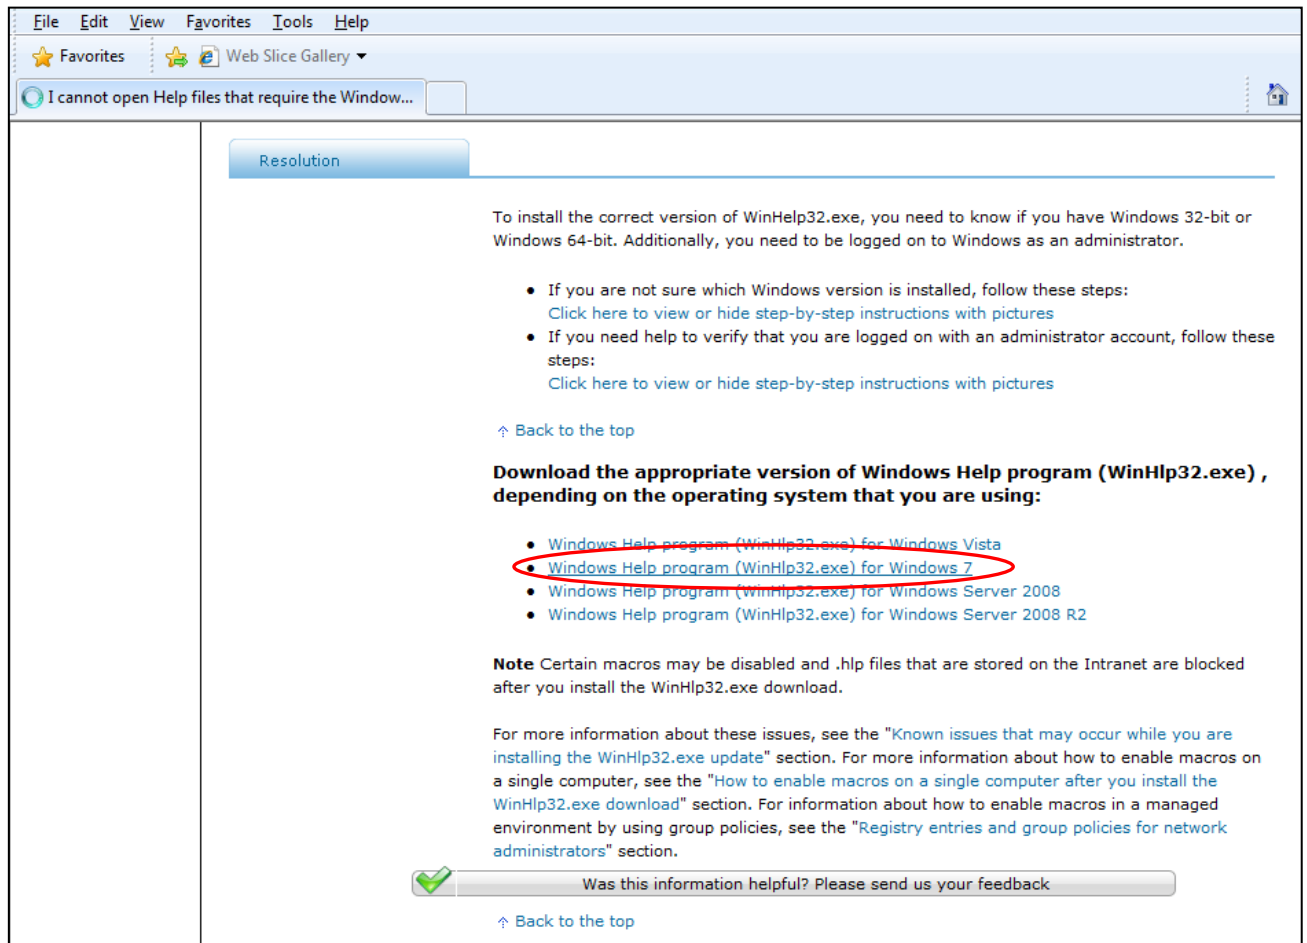 File Edit View Favorites Tools Help
Favorites Web Slice Gallery
I cannot open Help files that require the Window...
Resolution
To install the correct version of WinHelp32.exe, you need to know if you have Windows 32-bit or
Windows 64-bit. Additionally, you need to be logged on to Windows as an administrator.
• If you are not sure which Windows version is installed, follow these steps:
Click here to view or hide step-by-step instructions with pictures
• If you need help to verify that you are logged on with an administrator account, follow these
steps:
Click here to view or hide step-by-step instructions with pictures
Back to the top
Download the appropriate version of Windows Help program (WinHlp32.exe) ,
depending on the operating system that you are using:
• Windows Help program (WinHlp32.exe) for Windows Vista
• Windows Help program (WinHlp32.exe) for Windows 7
• Windows Help program (WinHlp32.exe) for Windows Server 2008
• Windows Help program (WinHlp32.exe) for Windows Server 2008 R2
Note Certain macros may be disabled and .hlp files that are stored on the Intranet are blocked
after you install the WinHlp32.exe download.
For more information about these issues, see the "Known issues that may occur while you are
installing the WinHlp32.exe update" section. For more information about how to enable macros on
a single computer, see the "How to enable macros on a single computer after you install the
WinHlp32.exe download" section. For information about how to enable macros in a managed
environment by using group policies, see the "Registry entries and group policies for network
administrators" section.
Was this information helpful? Please send us your feedback
Back to the top